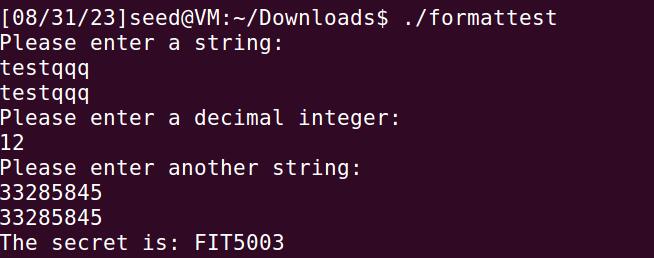 [08/31/23]seed@VM:~/Downloads$ ./formattest
Please enter a string:
testqqq
testqqq
Please enter a decimal integer:
12
Please enter another string:
33285845
33285845
The secret is: FIT5003